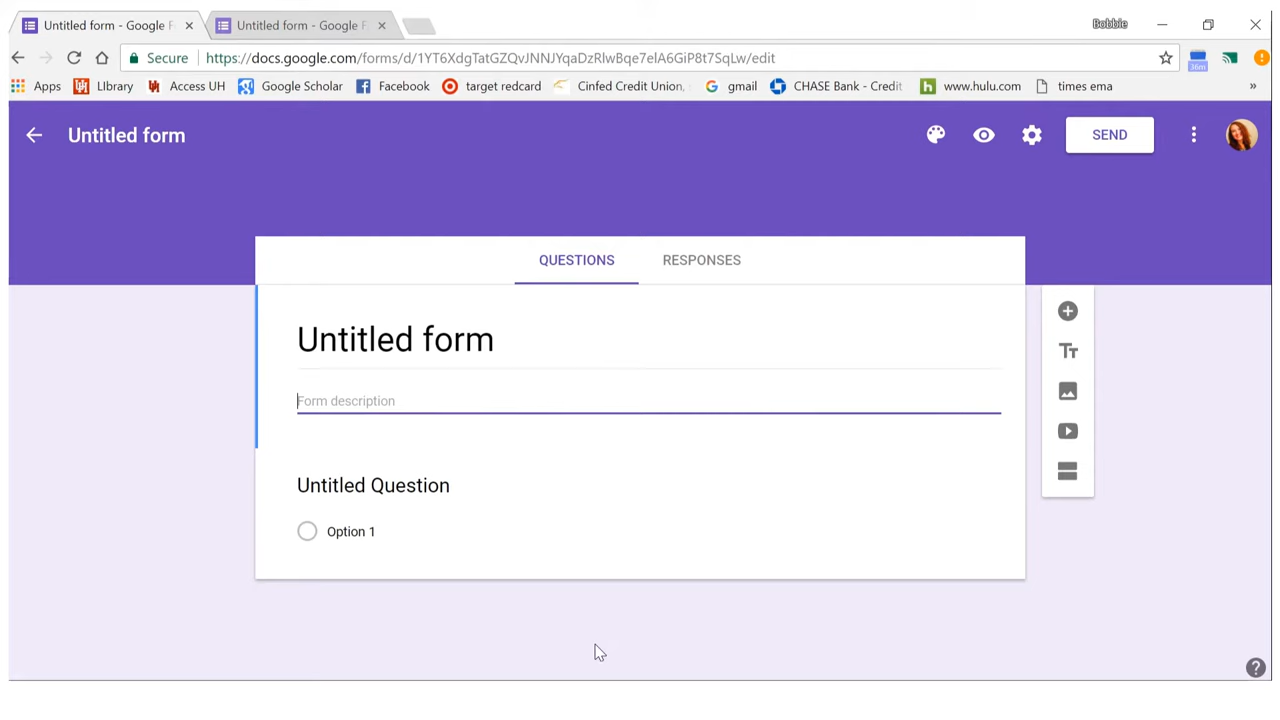 Untitled form - Google F
Untitled form - Google F
Bobbie
Secure
https://docs.google.com/forms/d/1YT6XdgTatGZQvJNNJYqaDzRlwBqe7elA6GiP8t7SqLw/edit
36m
Apps
LIbrary
Access UH
Google Scholar
Facebook
target redcard
Cinfed Credit Union,
gmail
CHASE Bank - Credit
www.hulu.com
times ema
»
Untitled form
SEND
QUESTIONS
RESPONSES
Untitled form
Form description
Untitled Question
Option 1